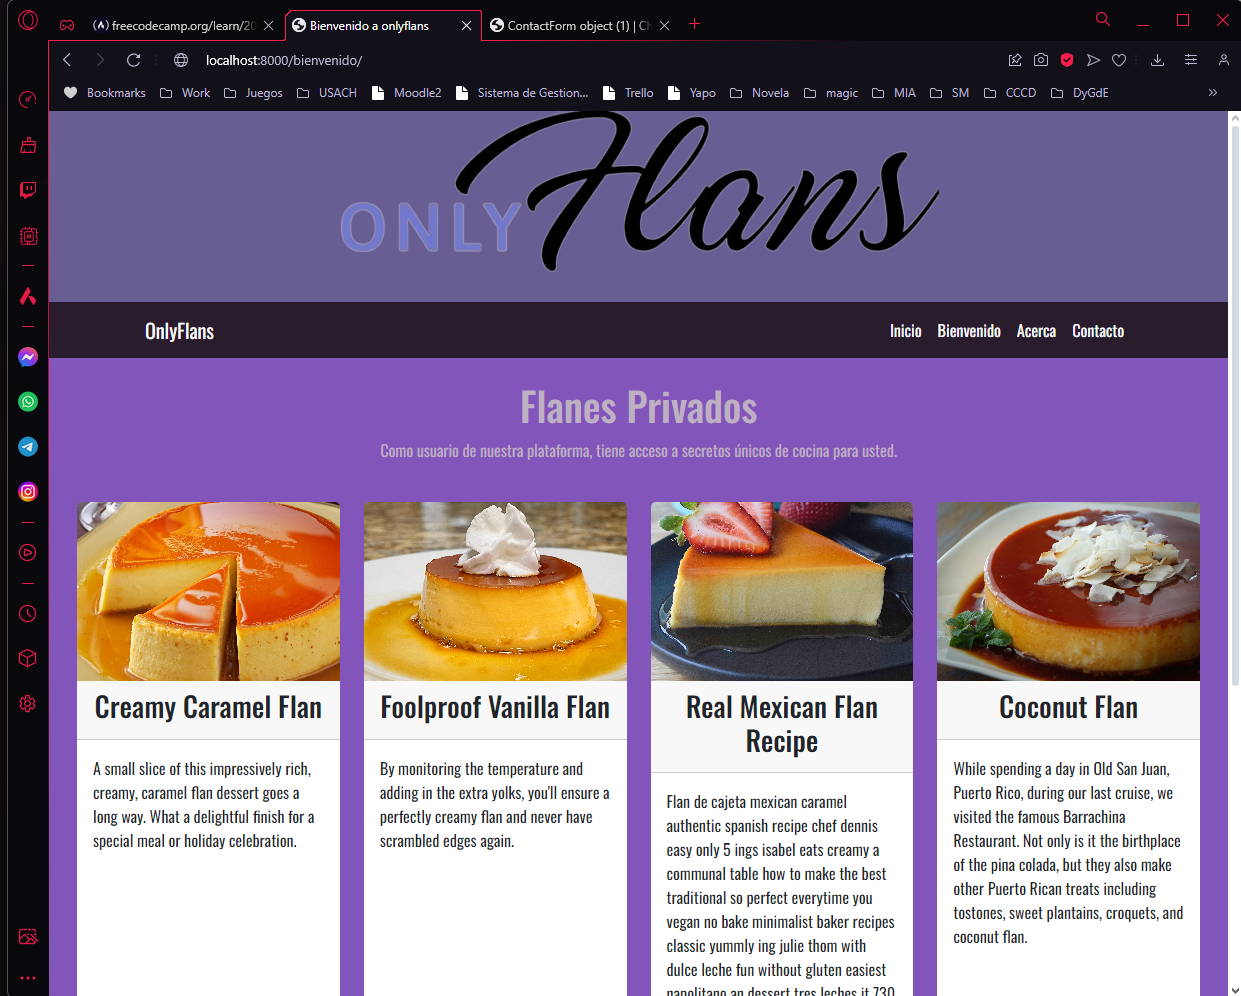 freecodecamp.org/learn/20
Bienvenido a onlyflans
ContactForm object (1) | Ch
localhost:8000/bienvenido/
Bookmarks Work Juegos USACH Moodle2 Sistema de Gestion... Trello Yapo Novela magic MIA SM CCCD DyGdE »
ONLY Flans
OnlyFlans
Inicio Bienvenido Acerca Contacto
Flanes Privados
Como usuario de nuestra plataforma, tiene acceso a secretos únicos de cocina para usted.
Creamy Caramel Flan
A small slice of this impressively rich,
creamy, caramel flan dessert goes a
long way. What a delightful finish for a
special meal or holiday celebration.
Foolproof Vanilla Flan
By monitoring the temperature and
adding in the extra yolks, you'll ensure a
perfectly creamy flan and never have
scrambled edges again.
Real Mexican Flan
Recipe
Flan de cajeta mexican caramel
authentic spanish recipe chef dennis
easy only 5 ings isabel eats creamy a
communal table how to make the best
traditional so perfect everytime you
vegan no bake minimalist baker recipes
classic yummly ing julie thom with
dulce leche fun without gluten easiest
napolitano an dessert tres leches it 730
Coconut Flan
While spending a day in Old San Juan,
Puerto Rico, during our last cruise, we
visited the famous Barrachina
Restaurant. Not only is it the birthplace
of the pina colada, but they also make
other Puerto Rican treats including
tostones, sweet plantains, croquets, and
coconut flan.